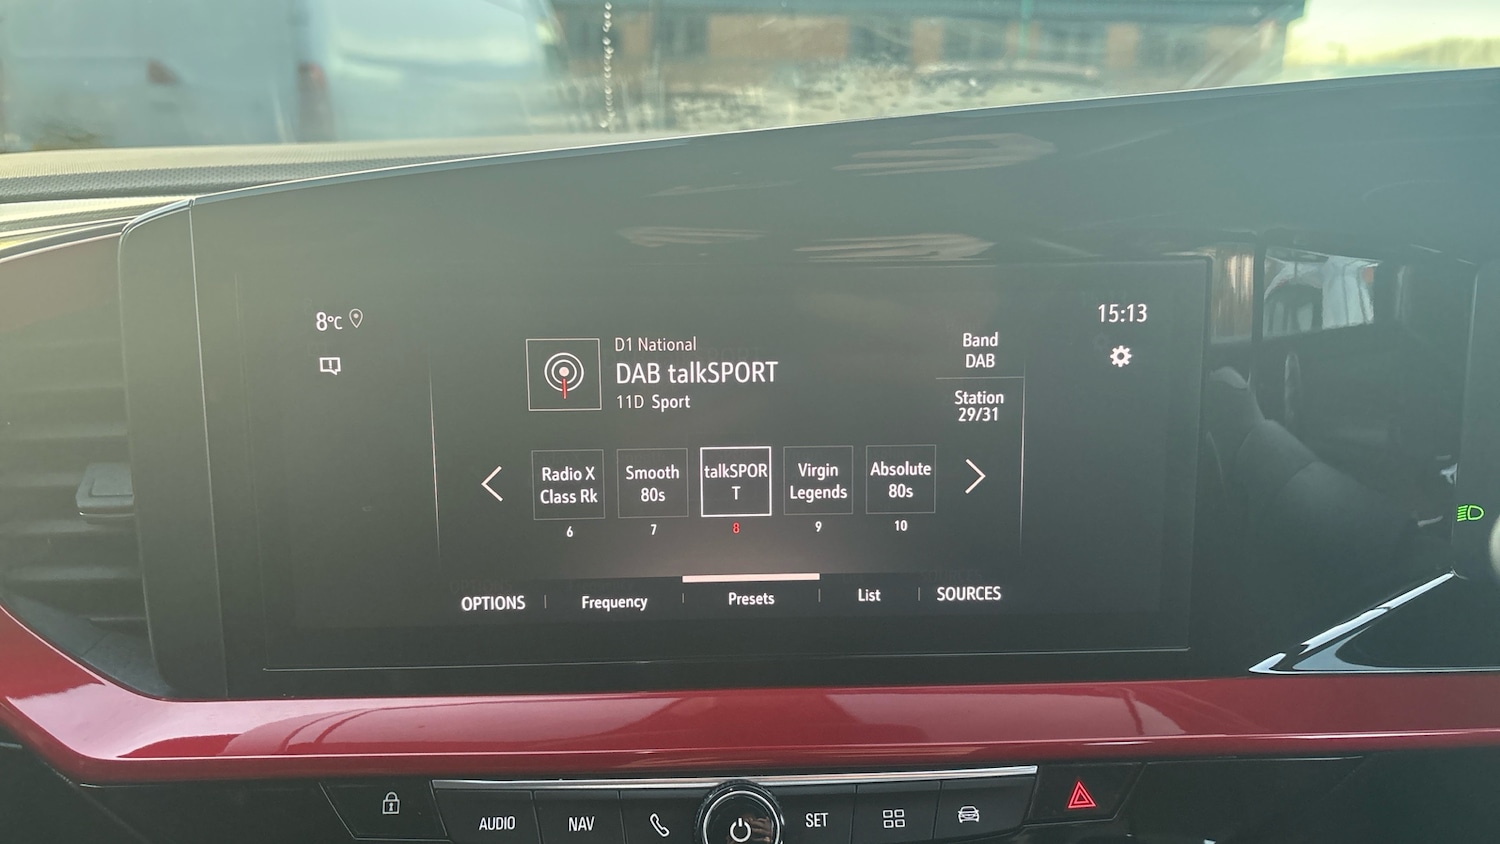 8°C
15:13
D1 National
DAB talkSPORT
11D Sport
Band
DAB
Station
29/31
Radio X
Class Rk
6
Smooth
80s
7
talkSPOR
T
8
Virgin
Legends
9
Absolute
80s
10
OPTIONS
Frequency
Presets
List
SOURCES
AUDIO
NAV
SET